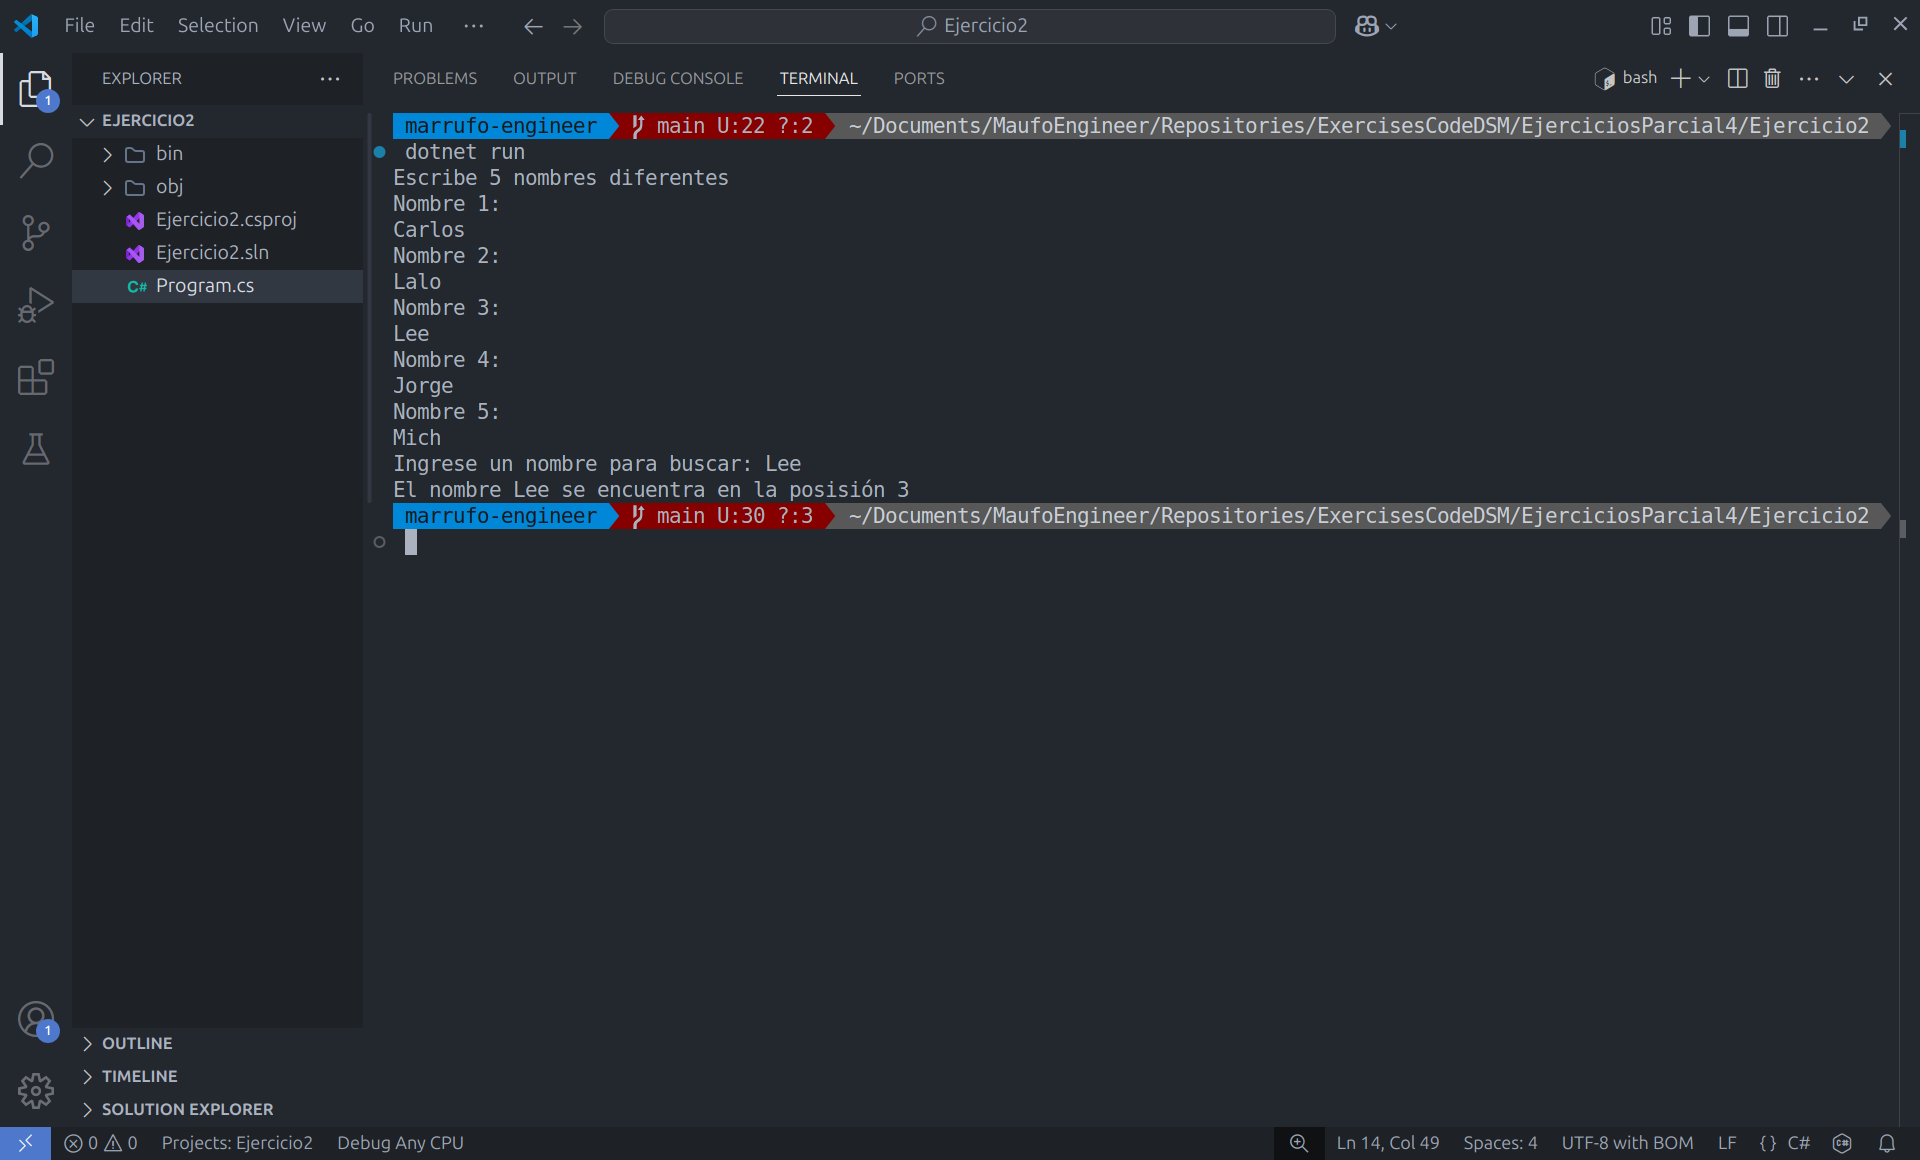 File Edit Selection View Go Run ··· Ejercicio2
EXPLORER ···
EJERCICIO2
bin
obj
Ejercicio2.csproj
Ejercicio2.sln
C# Program.cs
OUTLINE
TIMELINE
SOLUTION EXPLORER
1
1
PROBLEMS OUTPUT DEBUG CONSOLE TERMINAL PORTS bash
marrufo-engineer main U:22 ?:2 ~/Documents/MaufoEngineer/Repositories/ExercisesCodeDSM/EjerciciosParcial4/Ejercicio2
dotnet run
Escribe 5 nombres diferentes
Nombre 1:
Carlos
Nombre 2:
Lalo
Nombre 3:
Lee
Nombre 4:
Jorge
Nombre 5:
Mich
Ingrese un nombre para buscar: Lee
El nombre Lee se encuentra en la posisión 3
marrufo-engineer main U:30 ?:3 ~/Documents/MaufoEngineer/Repositories/ExercisesCodeDSM/EjerciciosParcial4/Ejercicio2
0 0 Projects: Ejercicio2 Debug Any CPU Ln 14, Col 49 Spaces: 4 UTF-8 with BOM LF {} C#